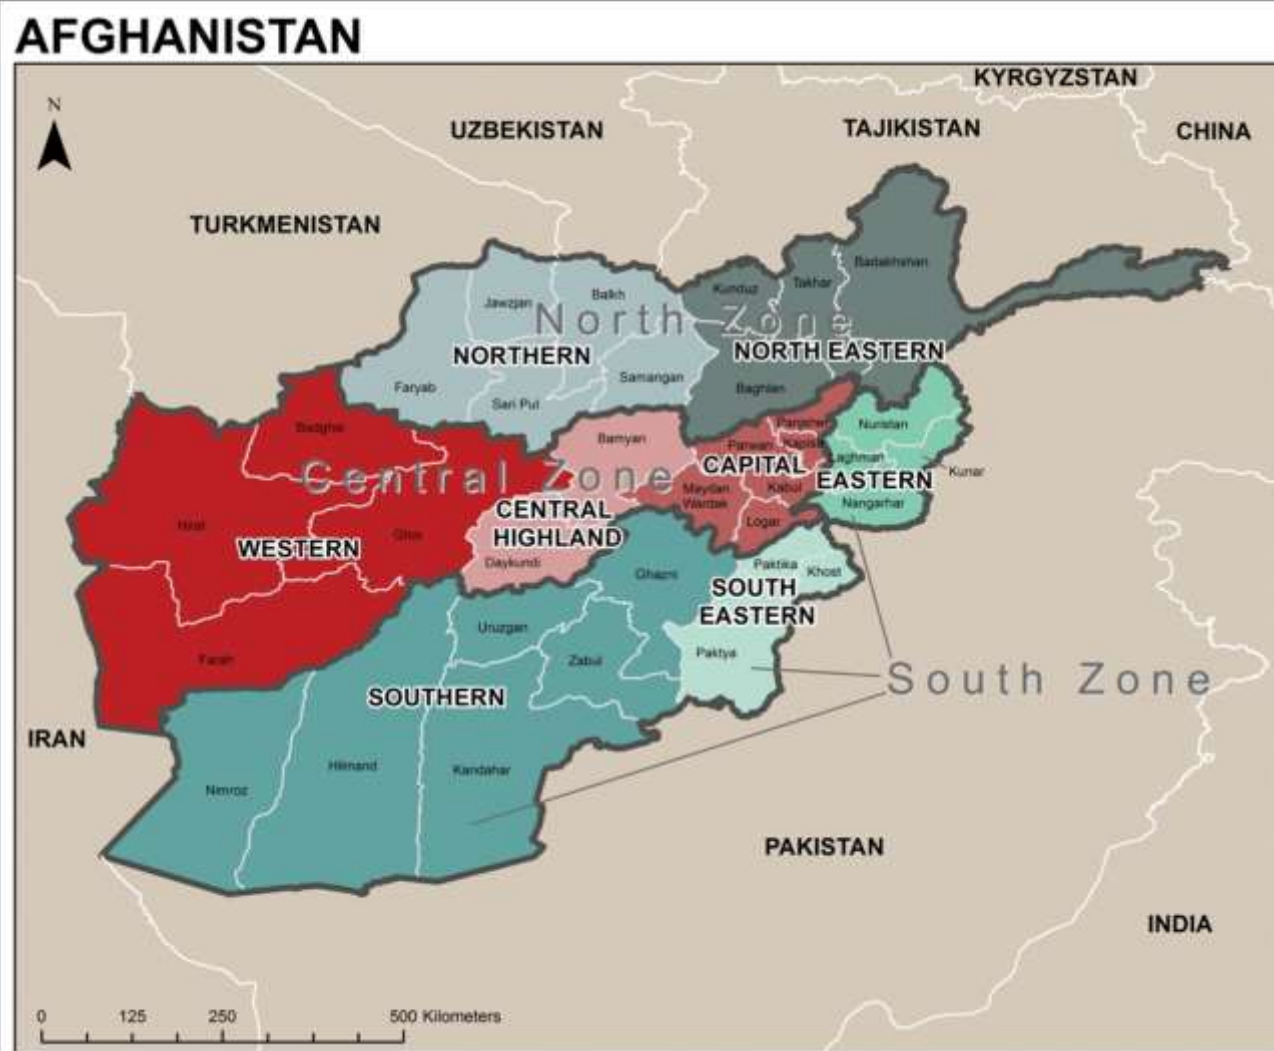 AFGHANISTAN
KYRGYZSTAN
N
UZBEKISTAN
TAJIKISTAN
CHINA
TURKMENISTAN
Badakhshan
Takhar
Kunduz
Balkh
Jawzjan
North Zone
NORTHERN
NORTH EASTERN
Samangan
Faryab
Baghlan
Sari Pul
Nuristan
Panjsher
Badghis
Bamyan
Parwan
Kapisa
Laghman
CAPITAL
Kunar
Central Zone
EASTERN
Maydan
Wardak
Kabul
Nangarhar
CENTRAL
HIGHLAND
Logar
Hirat
Ghor
WESTERN
Daykundi
Paktika
Khost
Ghazni
SOUTH
EASTERN
Uruzgan
Paktya
Farah
Zabul
South Zone
SOUTHERN
IRAN
Hilmand
Kandahar
Nimroz
PAKISTAN
INDIA
0 125 250 500 Kilometers